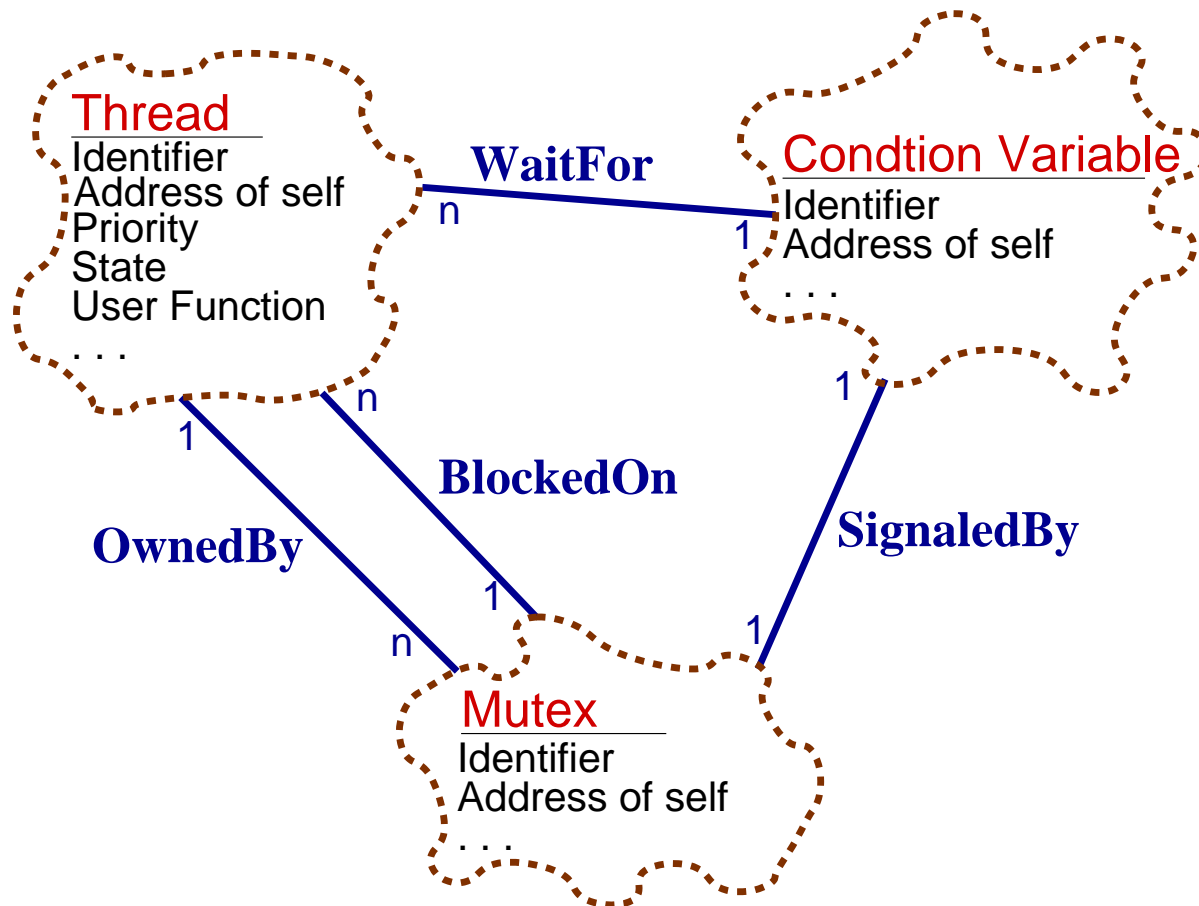 Thread
Identifier
Address of self
Priority
State
User Function
. . .
WaitFor
n
1
Condtion Variable
Identifier
Address of self
. . .
1
n
BlockedOn
1
OwnedBy
n
1
SignaledBy
1
Mutex
Identifier
Address of self
. . .